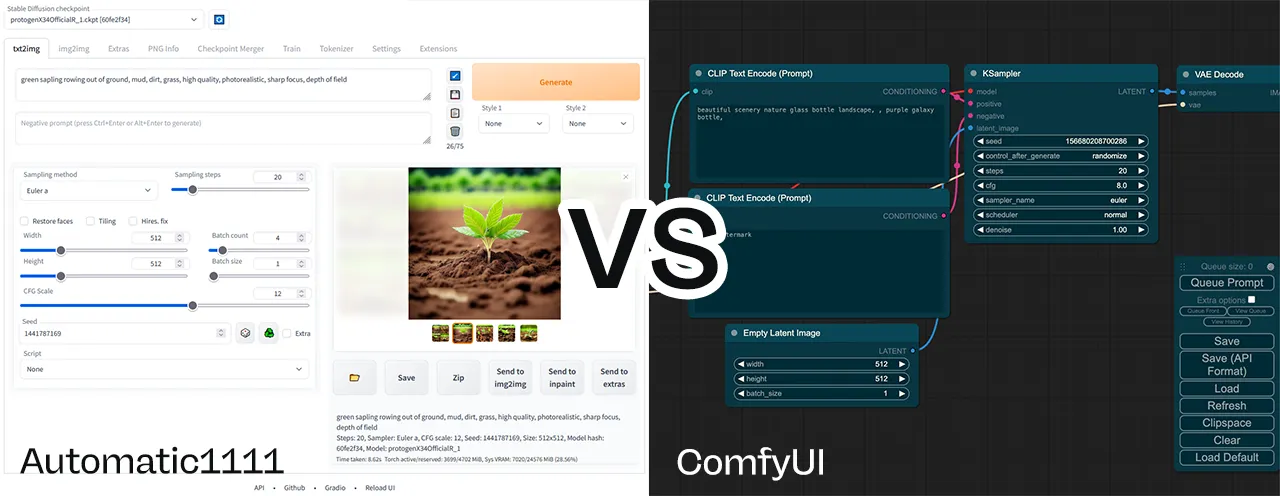 Stable Diffusion checkpoint
protogenX34OfficialR_1.ckpt [60fe2f34]
txt2img img2img Extras PNG Info Checkpoint Merger Train Tokenizer Settings Extensions
green sapling rowing out of ground, mud, dirt, grass, high quality, photorealistic, sharp focus, depth of field
Negative prompt (press Ctrl+Enter or Alt+Enter to generate)
26/75
Generate
Style 1 Style 2
None None
Sampling method Sampling steps 20
Euler a
Restore faces Tiling Hires. fix
Width 512 Batch count 4
Height 512 Batch size 1
CFG Scale 12
Seed
1441787169 Extra
Script
None
Save Zip Send to img2img Send to inpaint Send to extras
green sapling rowing out of ground, mud, dirt, grass, high quality, photorealistic, sharp focus,
depth of field
Steps: 20, Sampler: Euler a, CFG scale: 12, Seed: 1441787169, Size: 512x512, Model hash:
60fe2f34, Model: protogenX34OfficialR_1
Time taken: 8.62s Torch active/reserved: 3699/4702 MiB, Sys VRAM: 7020/24576 MiB (28.56%)
Automatic1111
API • Github • Gradio • Reload UI
VS
CLIP Text Encode (Prompt)
clip CONDITIONING
beautiful scenery nature glass bottle landscape, , purple galaxy
bottle,
CLIP Text Encode (Prompt)
CONDITIONING
Empty Latent Image
LATENT
width 512
height 512
batch_size 1
KSampler
model LATENT
positive
negative
latent_image
seed 156680208700286
control_after_generate randomize
steps 20
cfg 8.0
sampler_name euler
scheduler normal
denoise 1.00
VAE Decode
samples
vae
Queue size: 0
Queue Prompt
Extra options
Queue Front View Queue
View History
Save
Save (API
Format)
Load
Refresh
Clipspace
Clear
Load Default
ComfyUI